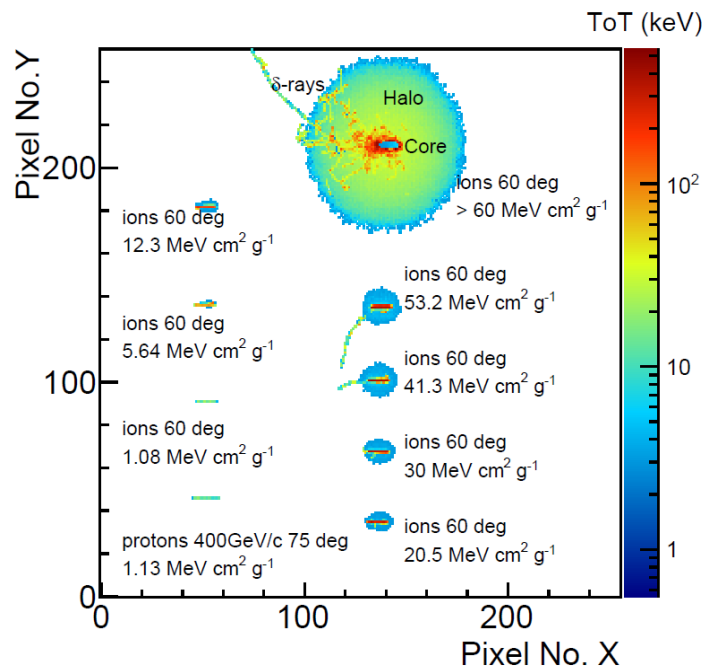 ToT (keV)
Pixel No.Y
δ-rays
Halo
Core
ions 60 deg
> 60 MeV cm² g⁻¹
ions 60 deg
12.3 MeV cm² g⁻¹
ions 60 deg
53.2 MeV cm² g⁻¹
ions 60 deg
5.64 MeV cm² g⁻¹
ions 60 deg
41.3 MeV cm² g⁻¹
ions 60 deg
1.08 MeV cm² g⁻¹
ions 60 deg
30 MeV cm² g⁻¹
protons 400GeV/c 75 deg
1.13 MeV cm² g⁻¹
ions 60 deg
20.5 MeV cm² g⁻¹
200
100
0
0
100
200
Pixel No. X
10²
10
1